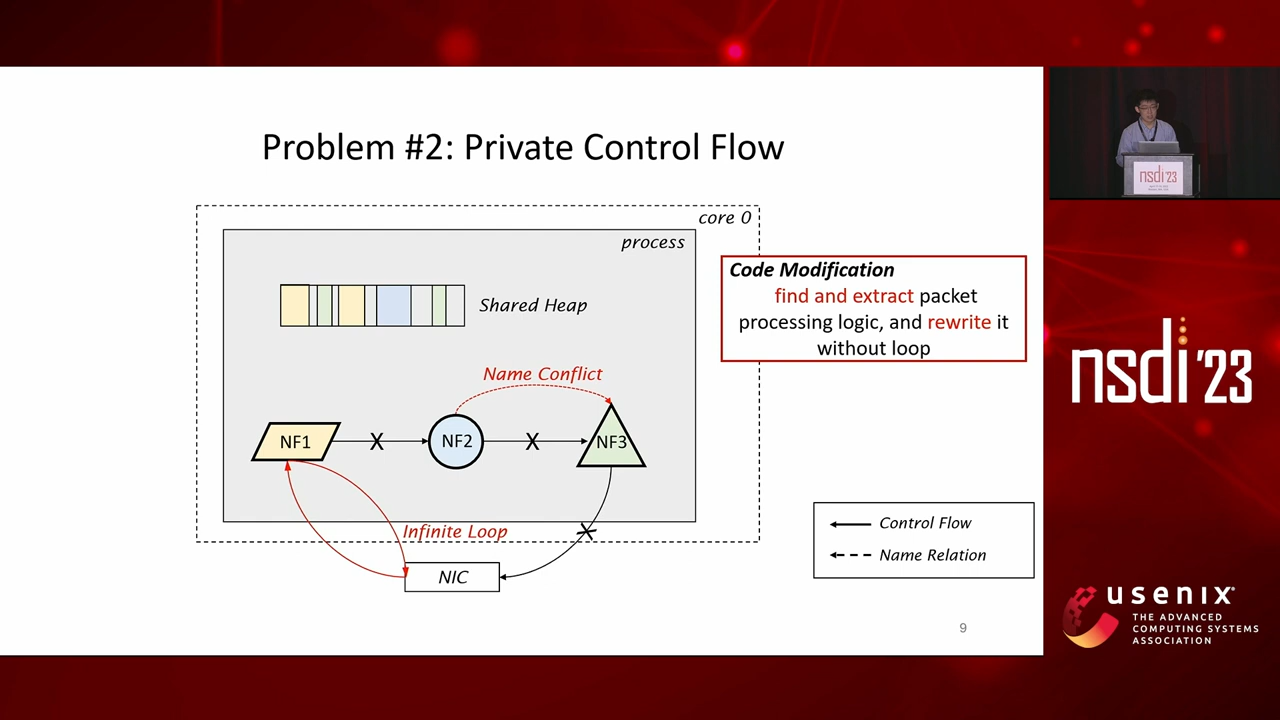 Problem #2: Private Control Flow
core 0
process
Shared Heap
Code Modification
find and extract packet
processing logic, and rewrite it
without loop
Name Conflict
NF1
X
NF2
X
NF3
Infinite Loop
X
NIC
Control Flow
Name Relation
9
nsdi'23
nsdi '23
usenix
THE ADVANCED
COMPUTING SYSTEMS
ASSOCIATION